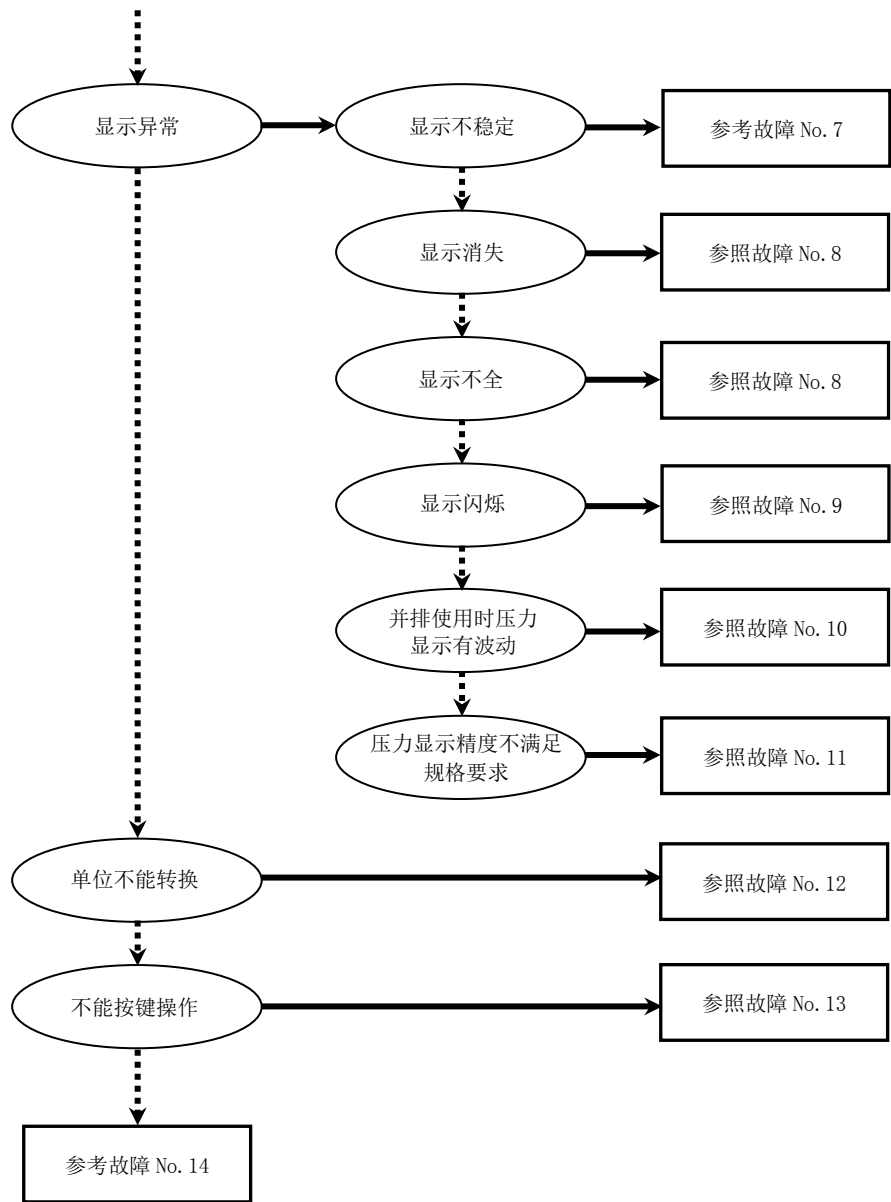 显示异常
显示不稳定
参考故障 No.7
显示消失
参照故障 No.8
显示不全
参照故障 No.8
显示闪烁
参照故障 No.9
并排使用时压力
显示有波动
参照故障 No.10
压力显示精度不满足
规格要求
参照故障 No.11
单位不能转换
参照故障 No.12
不能按键操作
参照故障 No.13
参考故障 No.14